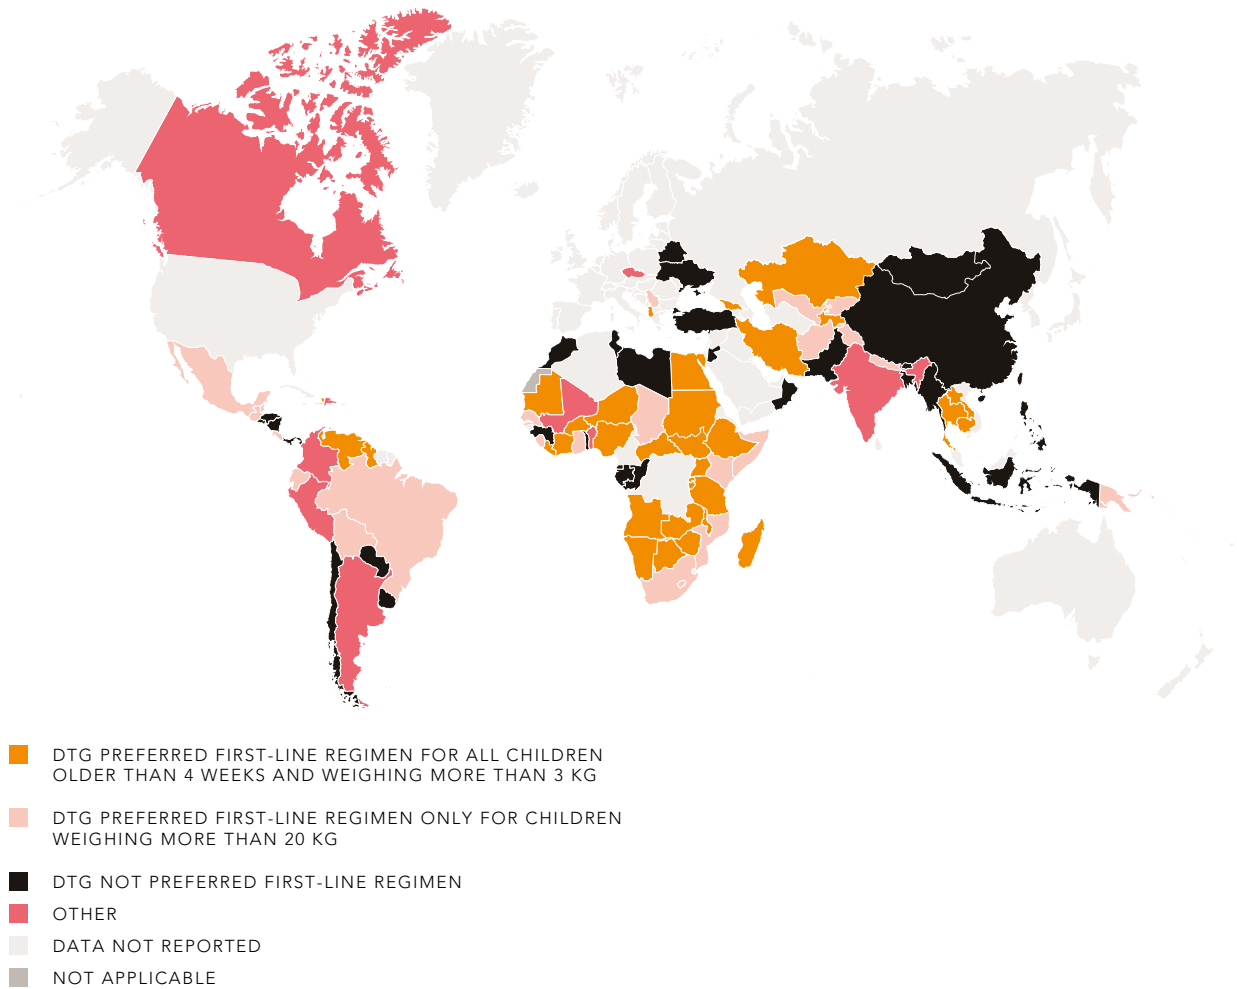 DTG PREFERRED FIRST-LINE REGIMEN FOR ALL CHILDREN
OLDER THAN 4 WEEKS AND WEIGHING MORE THAN 3 KG
DTG PREFERRED FIRST-LINE REGIMEN ONLY FOR CHILDREN
WEIGHING MORE THAN 20 KG
DTG NOT PREFERRED FIRST-LINE REGIMEN
OTHER
DATA NOT REPORTED
NOT APPLICABLE